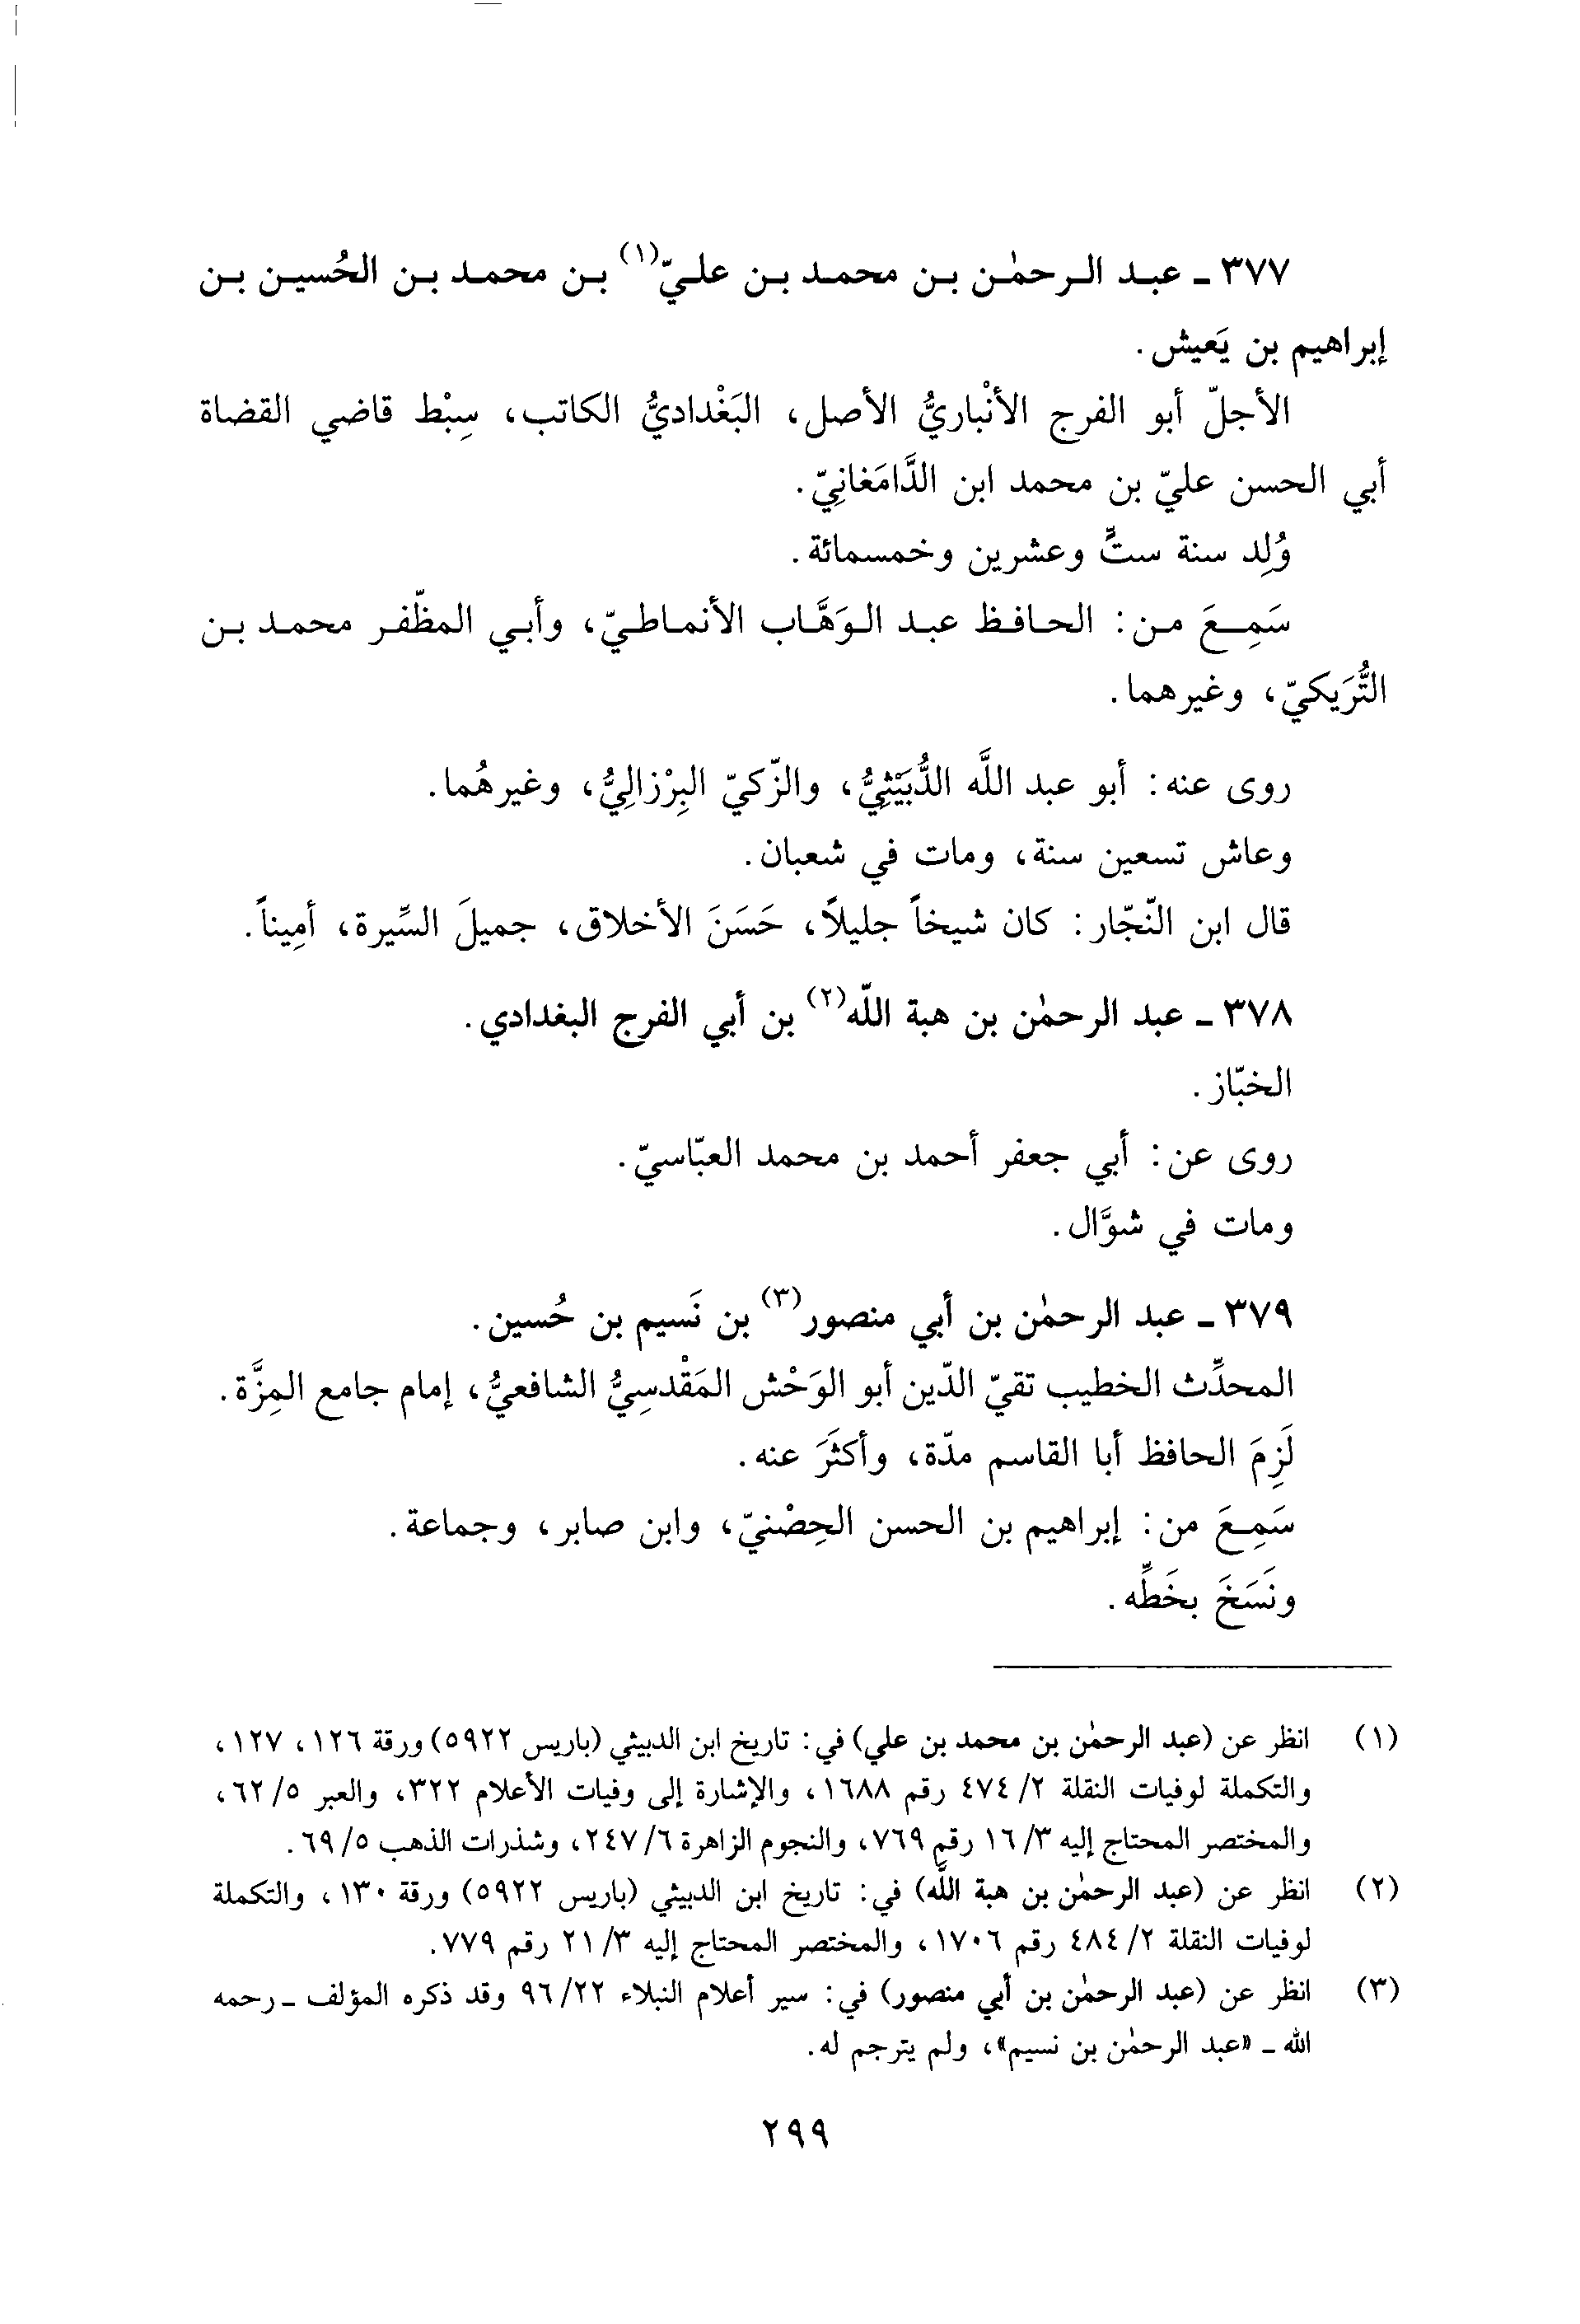 ٣٧٧ ـ عبد الرحمٰن بن محمد بن عليّ(١) بن محمد بن الحُسين بن
إبراهيم بن يَعيش.
الأجلّ أبو الفرج الأنْباريُّ الأصل، البَغْداديُّ الكاتب، سِبْط قاضي القضاة
أبي الحسن عليّ بن محمد ابن الدَّامَغانِيّ.
وُلِد سنة ستٍّ وعشرين وخمسمائة.
سَمِعَ من: الحافظ عبد الوَهَّاب الأنماطيّ، وأبي المظّفر محمد بن
التُّرَيكيّ، وغيرهما.
روى عنه: أبو عبد اللَّه الدُّبَيْثِيُّ، والزّكيّ البِرْزالِيُّ، وغيرهُما.
وعاش تسعين سنة، ومات في شعبان.
قال ابن النّجّار: كان شيخاً جليلاً، حَسَنَ الأخلاق، جميلَ السِّيرة، أمِيناً.
٣٧٨ ـ عبد الرحمٰن بن هبة اللّه(٢) بن أبي الفرج البغدادي.
الخبّاز.
روى عن: أبي جعفر أحمد بن محمد العبّاسيّ.
ومات في شوَّال.
٣٧٩ ـ عبد الرحمٰن بن أبي منصور(٣) بن نَسيم بن حُسين.
المحدِّث الخطيب تقيّ الدّين أبو الوَحْش المَقْدسِيُّ الشافعيُّ، إمام جامع المِزَّة.
لَزِمَ الحافظ أبا القاسم مدّة، وأكثَرَ عنه.
سَمِعَ من: إبراهيم بن الحسن الحِصْنيّ، وابن صابر، وجماعة.
ونَسَخَ بخَطِّه.
(١) انظر عن (عبد الرحمٰن بن محمد بن علي) في: تاريخ ابن الدبيثي (باريس ٥٩٢٢) ورقة ١٢٦، ١٢٧،
والتكملة لوفيات النقلة ٢/ ٤٧٤ رقم ١٦٨٨، والإشارة إلى وفيات الأعلام ٣٢٢، والعبر ٥/ ٦٢،
والمختصر المحتاج إليه ٣/ ١٦ رقم ٧٦٩، والنجوم الزاهرة ٦/ ٢٤٧، وشذرات الذهب ٥/ ٦٩.
(٢) انظر عن (عبد الرحمٰن بن هبة اللَّه) في: تاريخ ابن الدبيثي (باريس ٥٩٢٢) ورقة ١٣٠، والتكملة
لوفيات النقلة ٢/ ٤٨٤ رقم ١٧٠٦، والمختصر المحتاج إليه ٣/ ٢١ رقم ٧٧٩.
(٣) انظر عن (عبد الرحمٰن بن أبي منصور) في: سير أعلام النبلاء ٢٢/ ٩٦ وقد ذكره المؤلف ـ رحمه
الله ـ «عبد الرحمٰن بن نسيم»، ولم يترجم له.
٢٩٩